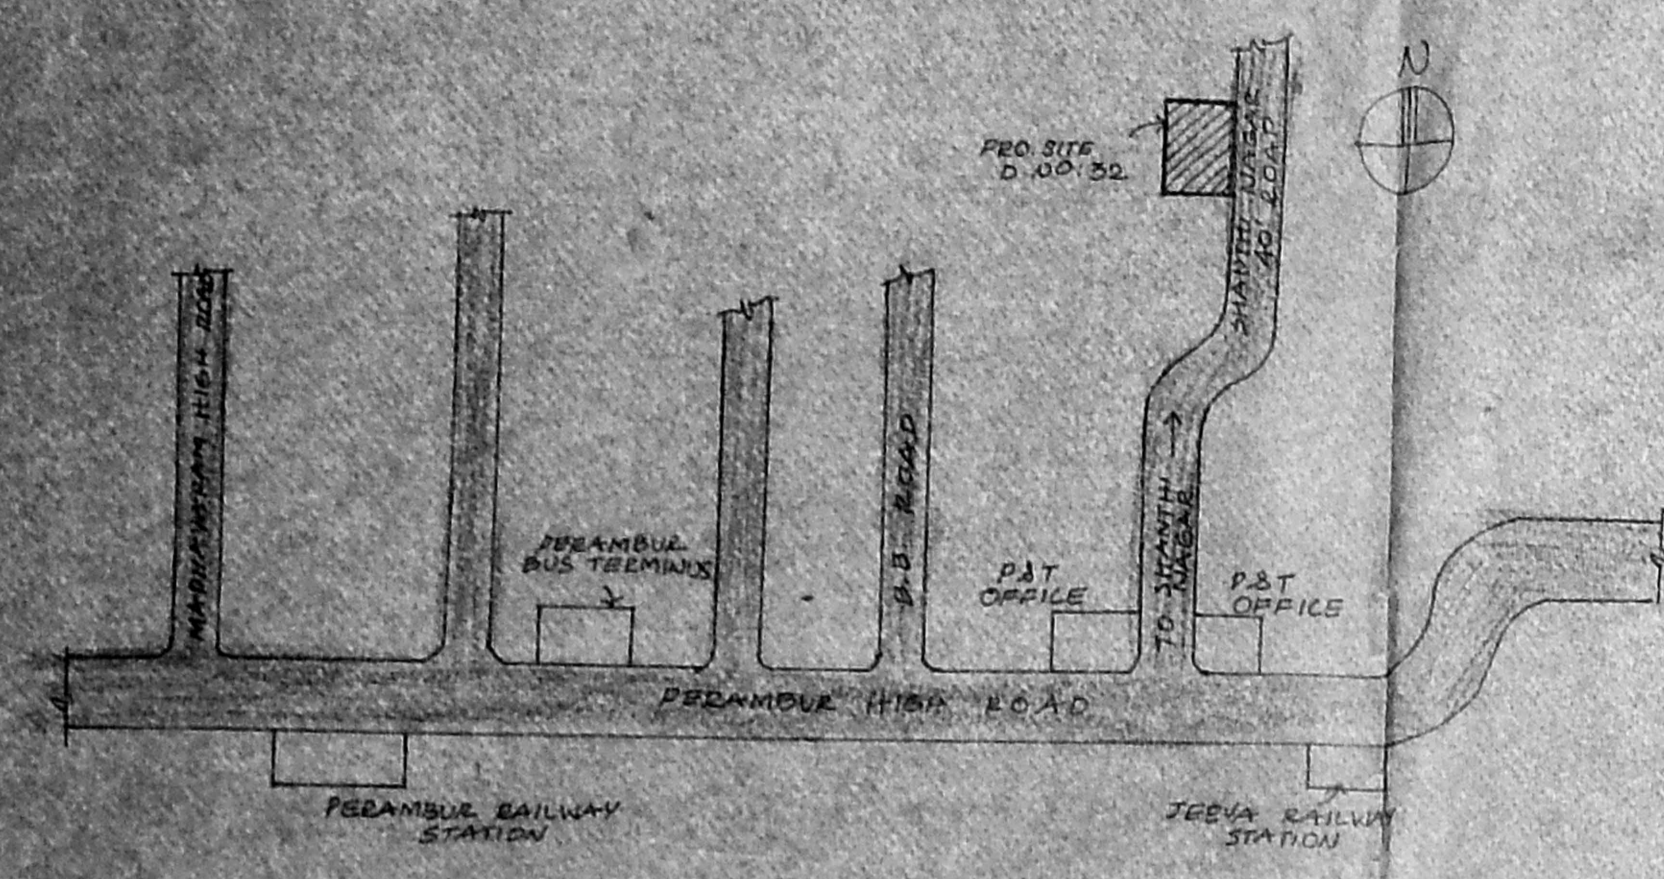 N
PRO. SITE
D. NO: 32
SHANTHI NAGAR
40' ROAD
MADHAVARAM HIGH ROAD
B.B. ROAD
TO SHANTHI
NAGAR
PERAMBUR
BUS TERMINUS
P&T
OFFICE
P&T
OFFICE
PERAMBUR HIGH ROAD
PERAMBUR RAILWAY
STATION
JEEVA RAILWAY
STATION